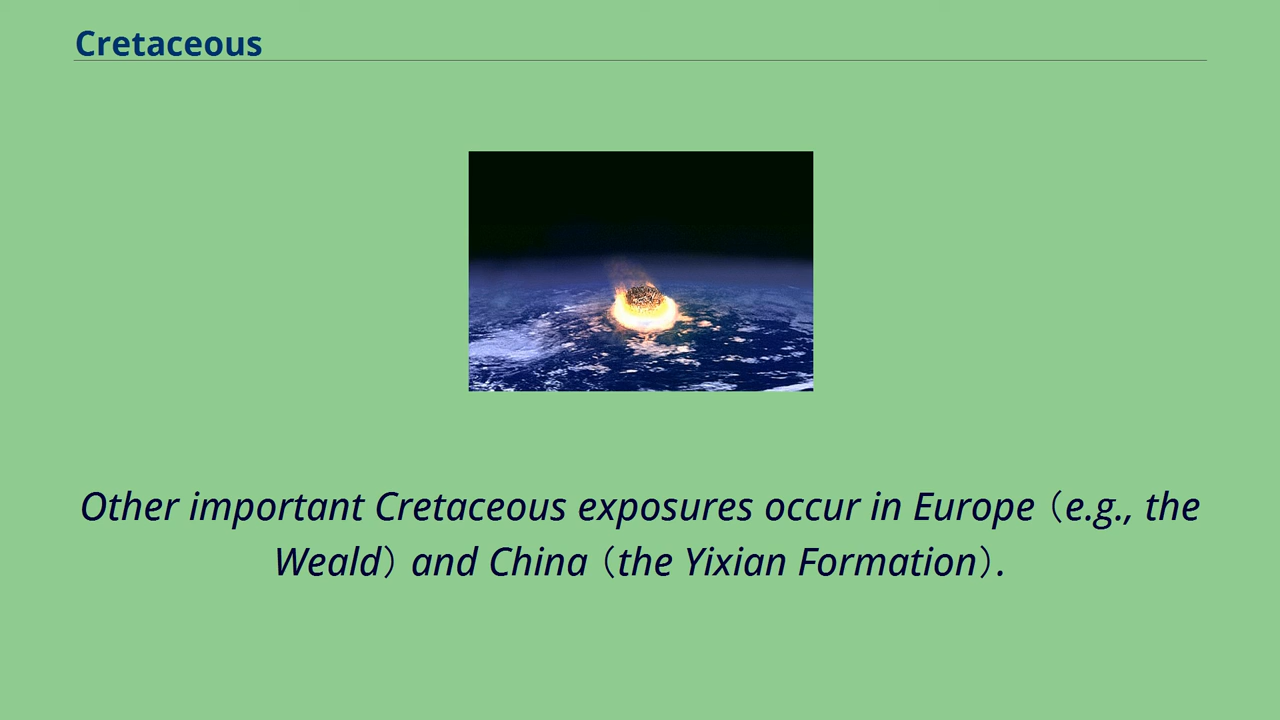 Cretaceous
Other important Cretaceous exposures occur in Europe (e.g., the
Weald) and China (the Yixian Formation).